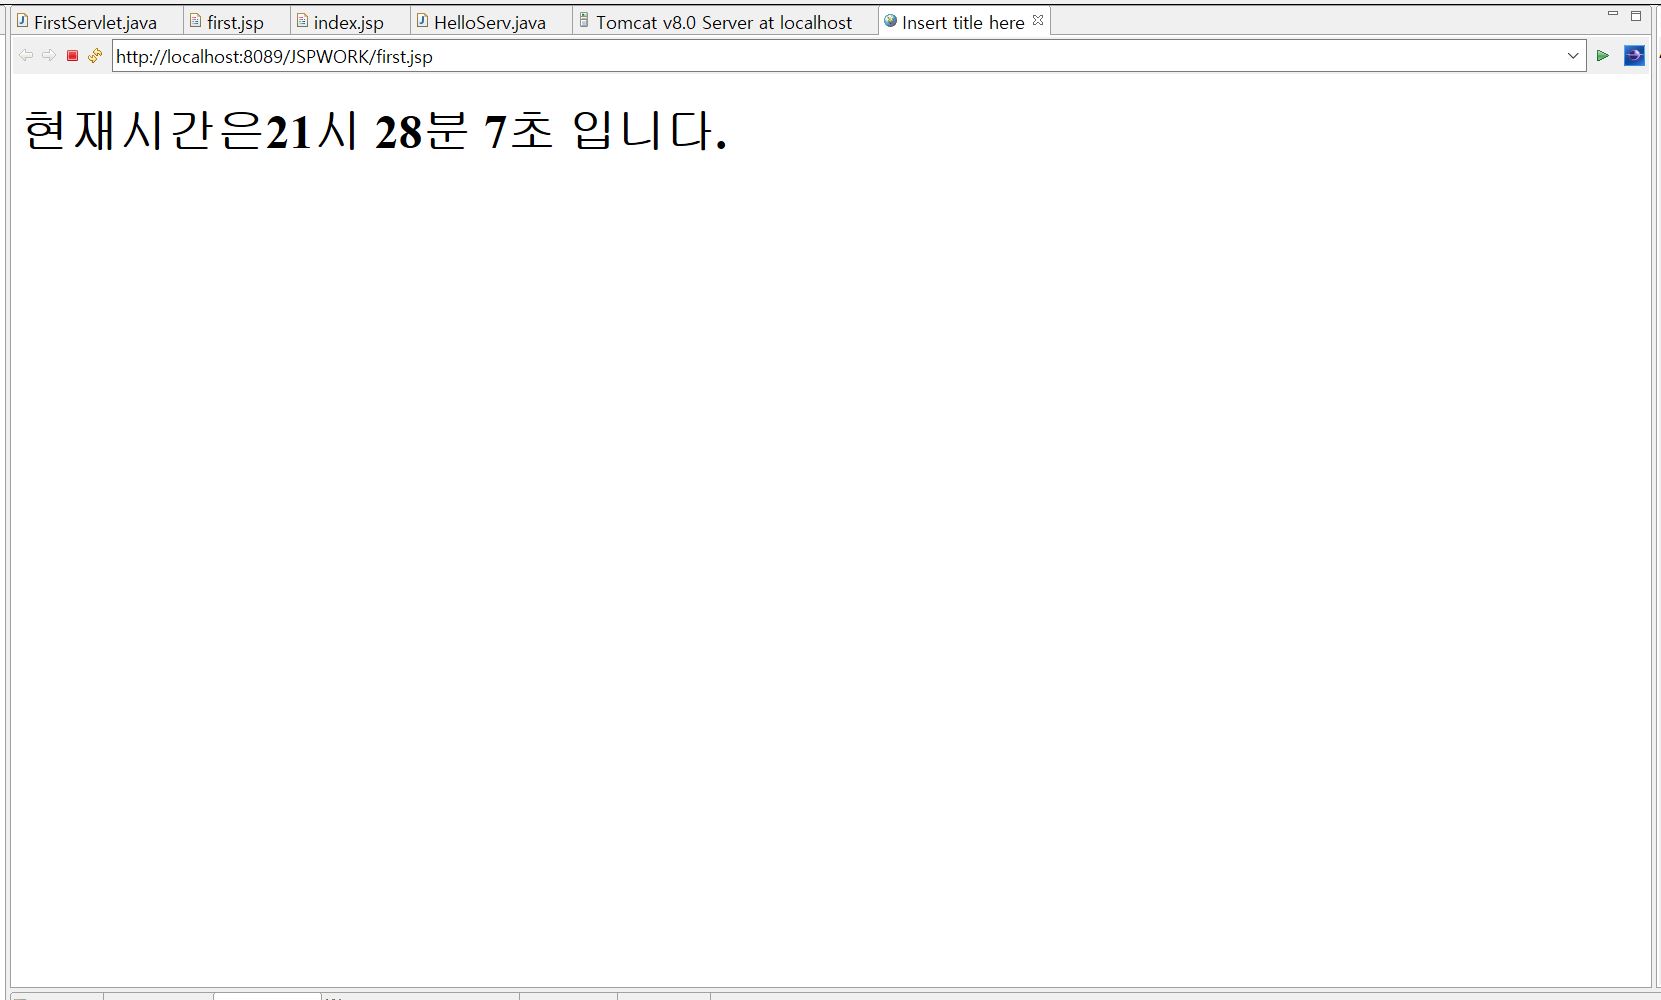 FirstServlet.java first.jsp index.jsp HelloServ.java Tomcat v8.0 Server at localhost Insert title here
http://localhost:8089/JSPWORK/first.jsp
현재시간은21시 28분 7초 입니다.